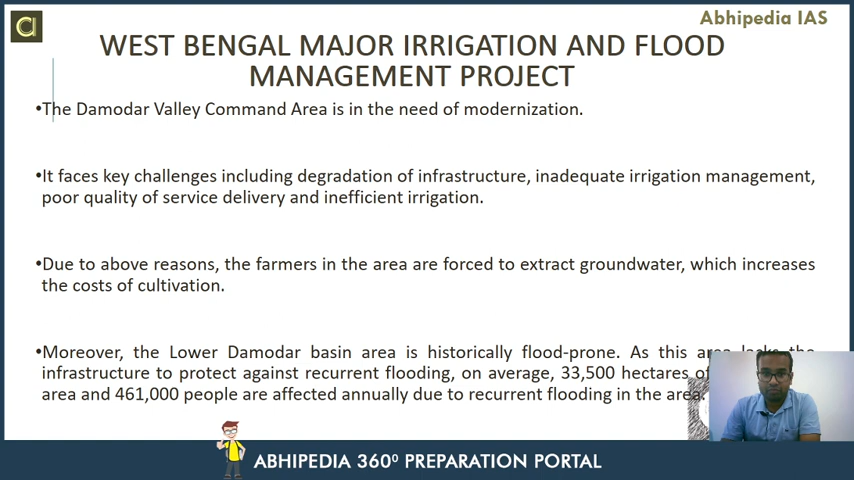 Abhipedia IAS
WEST BENGAL MAJOR IRRIGATION AND FLOOD
MANAGEMENT PROJECT
•The Damodar Valley Command Area is in the need of modernization.
•It faces key challenges including degradation of infrastructure, inadequate irrigation management,
poor quality of service delivery and inefficient irrigation.
•Due to above reasons, the farmers in the area are forced to extract groundwater, which increases
the costs of cultivation.
•Moreover, the Lower Damodar basin area is historically flood-prone. As this area lacks the
infrastructure to protect against recurrent flooding, on average, 33,500 hectares of
area and 461,000 people are affected annually due to recurrent flooding in the area.
ABHIPEDIA 360⁰ PREPARATION PORTAL